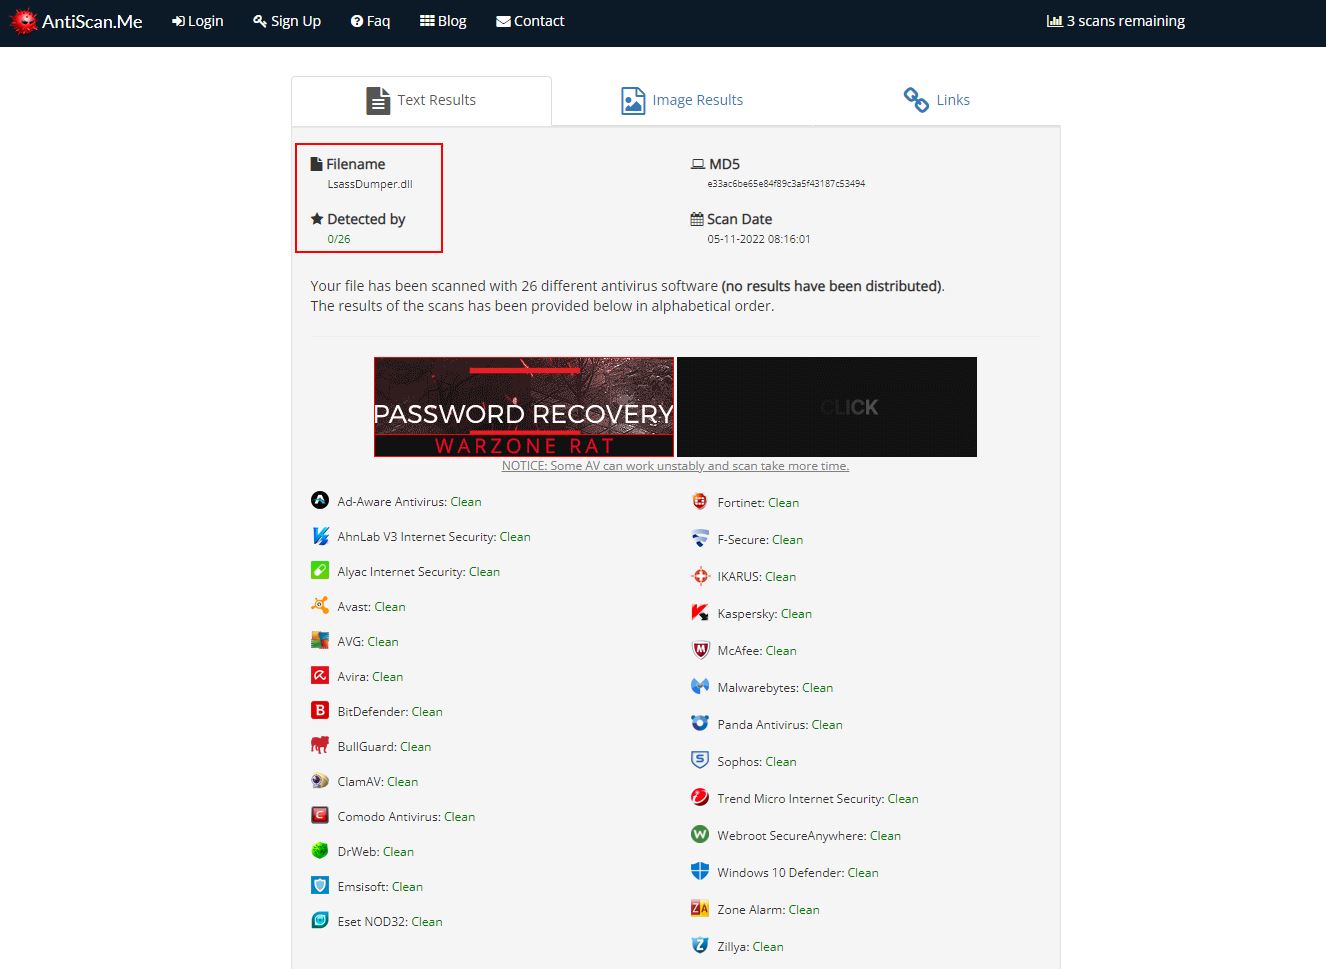 AntiScan.Me Login Sign Up Faq Blog Contact 3 scans remaining
Text Results Image Results Links
Filename
LsassDumper.dll
Detected by
0/26
MD5
e33ac6be65e84f89c3a5f43187c53494
Scan Date
05-11-2022 08:16:01
Your file has been scanned with 26 different antivirus software (no results have been distributed).
The results of the scans has been provided below in alphabetical order.
PASSWORD RECOVERY
WARZONE RAT
CLICK
NOTICE: Some AV can work unstably and scan take more time.
Ad-Aware Antivirus: Clean
AhnLab V3 Internet Security: Clean
Alyac Internet Security: Clean
Avast: Clean
AVG: Clean
Avira: Clean
BitDefender: Clean
BullGuard: Clean
ClamAV: Clean
Comodo Antivirus: Clean
DrWeb: Clean
Emsisoft: Clean
Eset NOD32: Clean
Fortinet: Clean
F-Secure: Clean
IKARUS: Clean
Kaspersky: Clean
McAfee: Clean
Malwarebytes: Clean
Panda Antivirus: Clean
Sophos: Clean
Trend Micro Internet Security: Clean
Webroot SecureAnywhere: Clean
Windows 10 Defender: Clean
Zone Alarm: Clean
Zillya: Clean